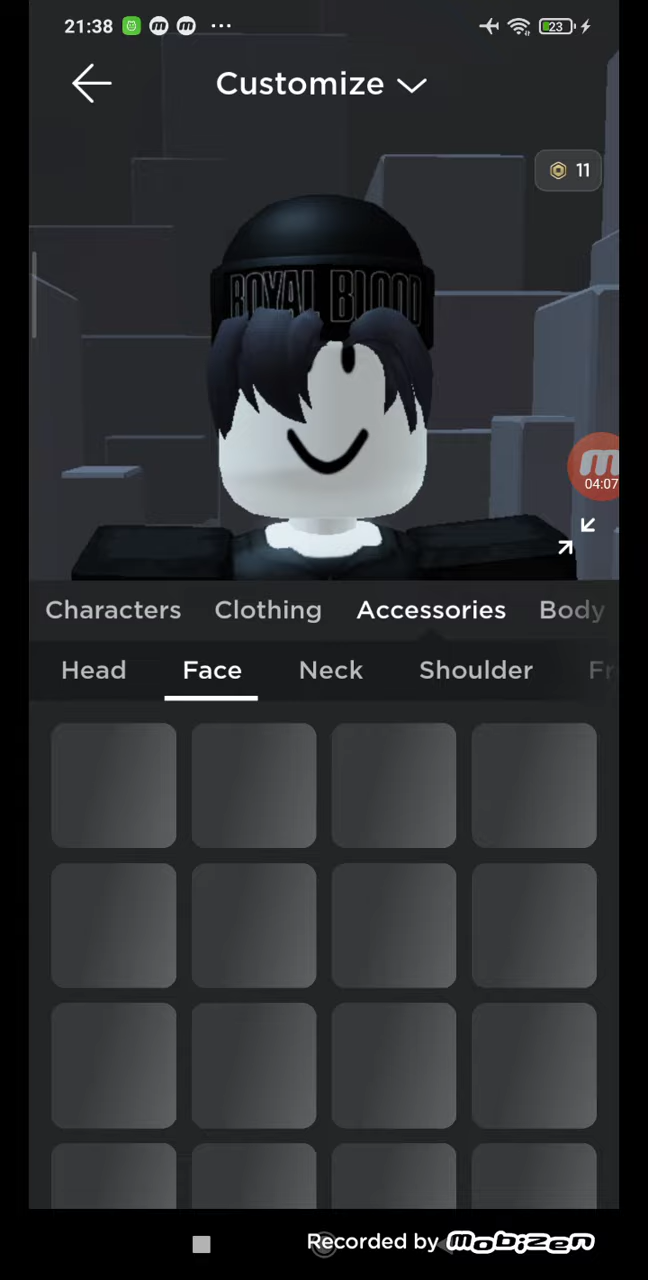 21:38
23
Customize
11
ROYAL BLOOD
m
04:07
Characters Clothing Accessories Body
Head Face Neck Shoulder Fr
Recorded by mobizen